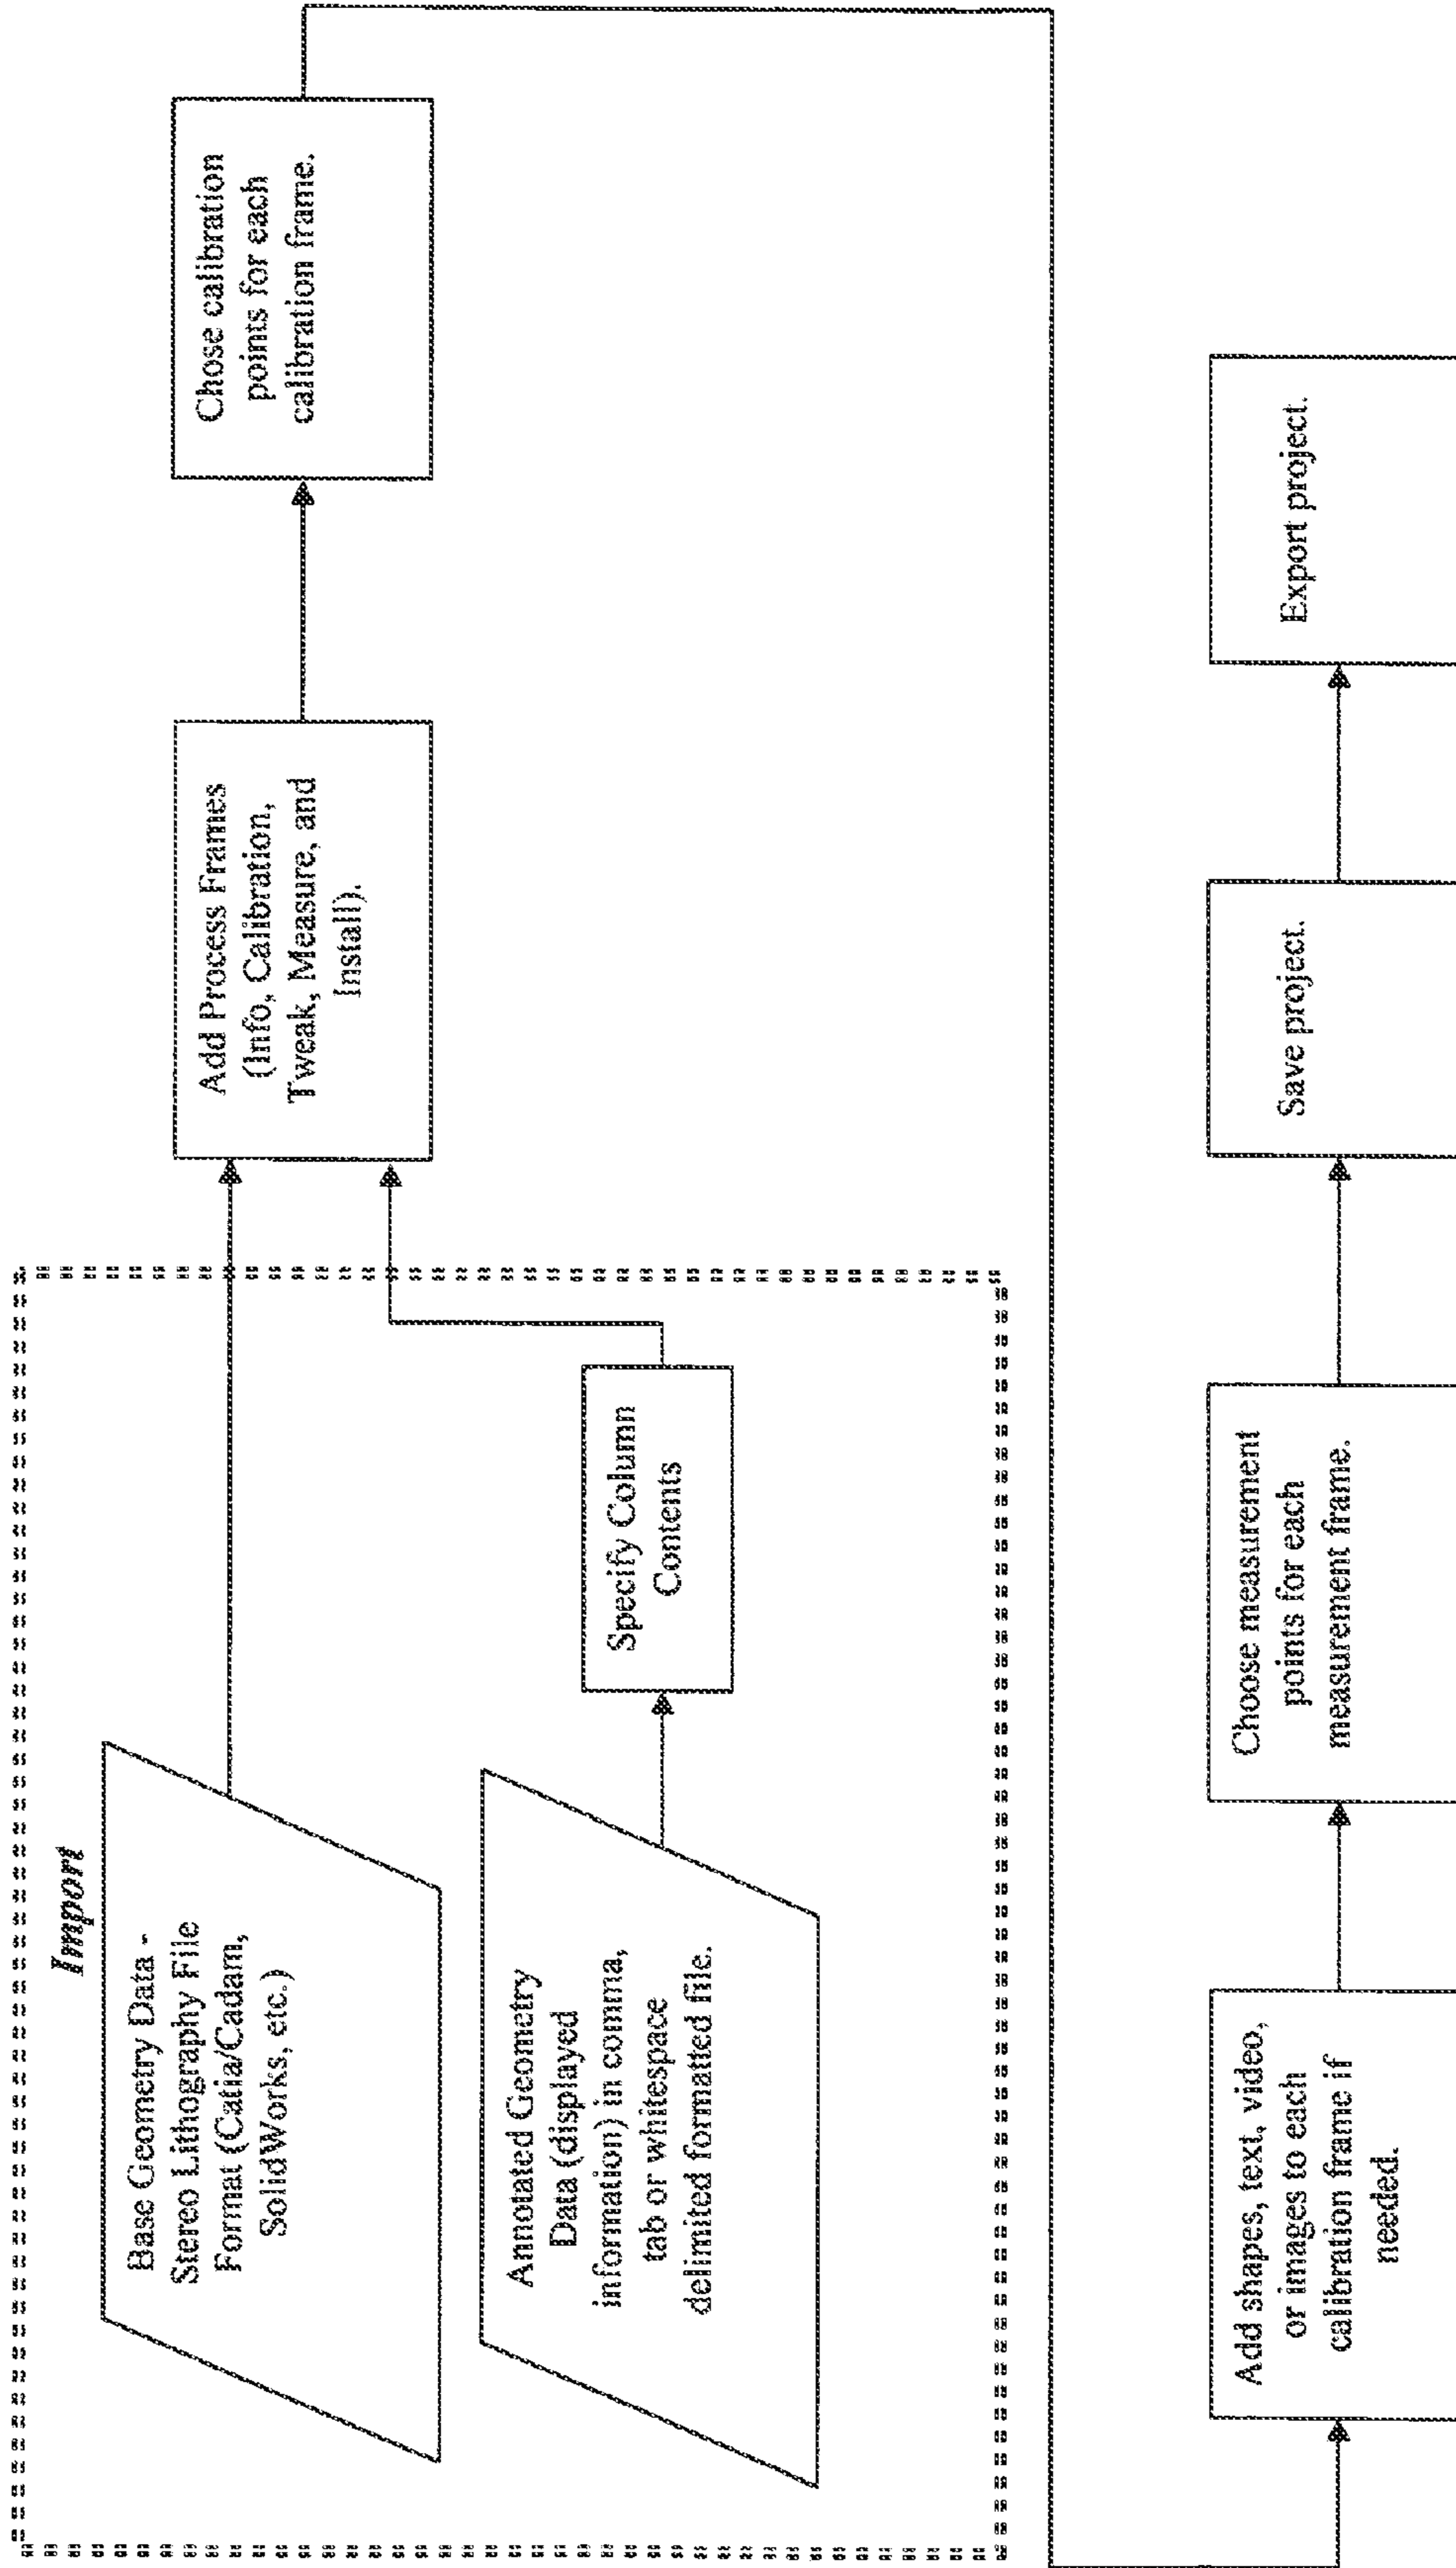 Import
Base Geometry Data -
Stereo Lithography File
Format (Catia/Cadam,
SolidWorks, etc.)
Annotated Geometry
Data (displayed
information) in comma,
tab or whitespace
delimited formatted file.
Specify Column
Contents
Add Process Frames
(Info, Calibration,
Tweak, Measure, and
Install).
Chose calibration
points for each
calibration frame.
Add shapes, text, video,
or images to each
calibration frame if
needed.
Choose measurement
points for each
measurement frame.
Save project.
Export project.